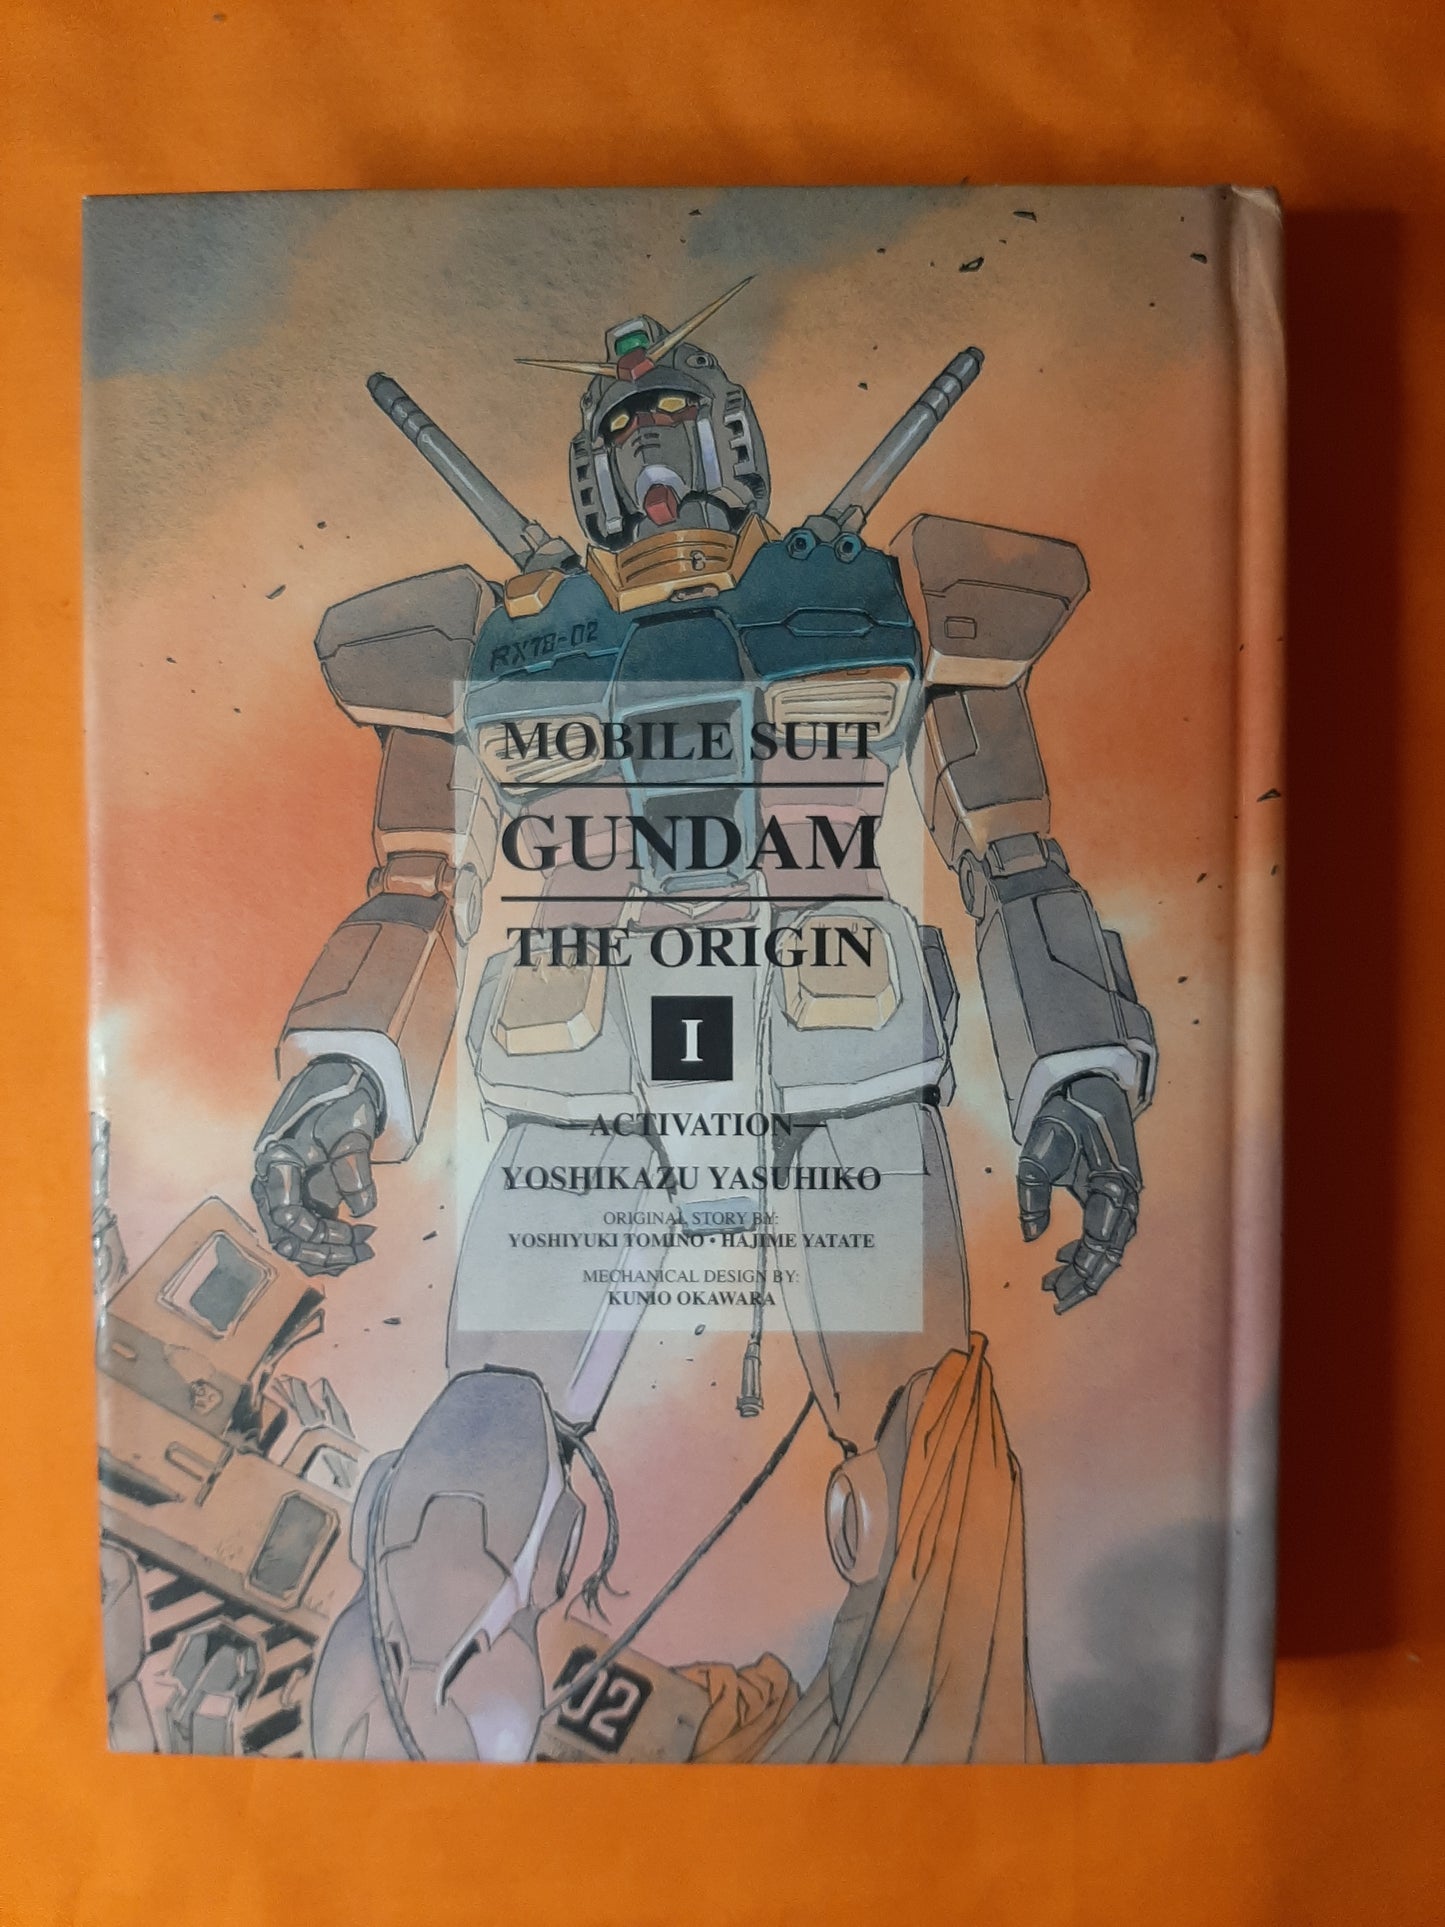 RX78-02
MOBILE SUIT
GUNDAM
THE ORIGIN
I
—ACTIVATION—
YOSHIKAZU YASUHIKO
ORIGINAL STORY BY:
YOSHIYUKI TOMINO • HAJIME YATATE
MECHANICAL DESIGN BY:
KUNIO OKAWARA
02